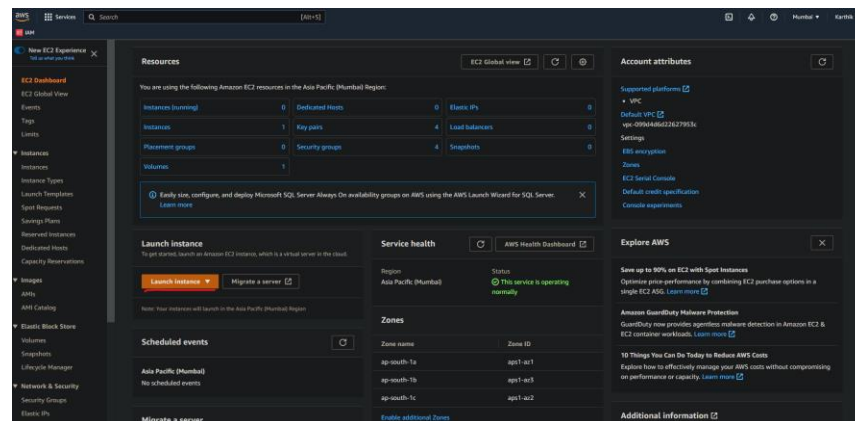 aws
Services
Search
[Alt+S]
Mumbai
Karthik
IAM
New EC2 Experience
Tell us what you think
EC2 Dashboard
EC2 Global View
Events
Tags
Limits
Instances
Instances
Instance Types
Launch Templates
Spot Requests
Savings Plans
Reserved Instances
Dedicated Hosts
Capacity Reservations
Images
AMIs
AMI Catalog
Elastic Block Store
Volumes
Snapshots
Lifecycle Manager
Network & Security
Security Groups
Elastic IPs
Resources
EC2 Global view
You are using the following Amazon EC2 resources in the Asia Pacific (Mumbai) Region:
Instances (running) 0
Dedicated Hosts 0
Elastic IPs 0
Instances 1
Key pairs 4
Load balancers 0
Placement groups 0
Security groups 4
Snapshots 0
Volumes 1
Easily size, configure, and deploy Microsoft SQL Server Always On availability groups on AWS using the AWS Launch Wizard for SQL Server.
Learn more
Launch instance
To get started, launch an Amazon EC2 instance, which is a virtual server in the cloud.
Launch instance
Migrate a server
Note: Your instances will launch in the Asia Pacific (Mumbai) Region
Scheduled events
Asia Pacific (Mumbai)
No scheduled events
Migrate a server
Service health
AWS Health Dashboard
Region
Asia Pacific (Mumbai)
Status
This service is operating
normally
Zones
Zone name Zone ID
ap-south-1a aps1-az1
ap-south-1b aps1-az3
ap-south-1c aps1-az2
Enable additional Zones
Account attributes
Supported platforms
VPC
Default VPC
vpc-099d4d6d22627953c
Settings
EBS encryption
Zones
EC2 Serial Console
Default credit specification
Console experiments
Explore AWS
Save up to 90% on EC2 with Spot Instances
Optimize price-performance by combining EC2 purchase options in a
single EC2 ASG. Learn more
Amazon GuardDuty Malware Protection
GuardDuty now provides agentless malware detection in Amazon EC2 &
EC2 container workloads. Learn more
10 Things You Can Do Today to Reduce AWS Costs
Explore how to effectively manage your AWS costs without compromising
on performance or capacity. Learn more
Additional information